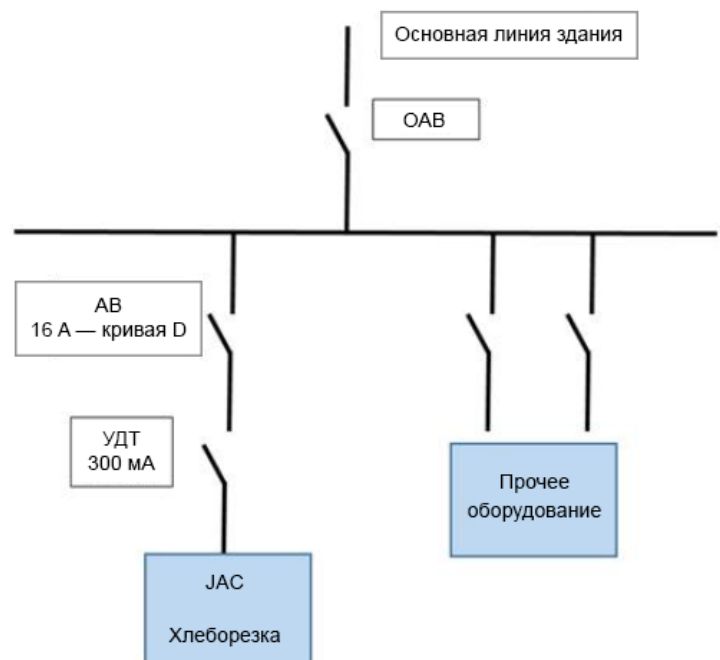 Основная линия здания
ОАВ
АВ
16 А — кривая D
УДТ
300 мА
Прочее
оборудование
JAC
Хлеборезка